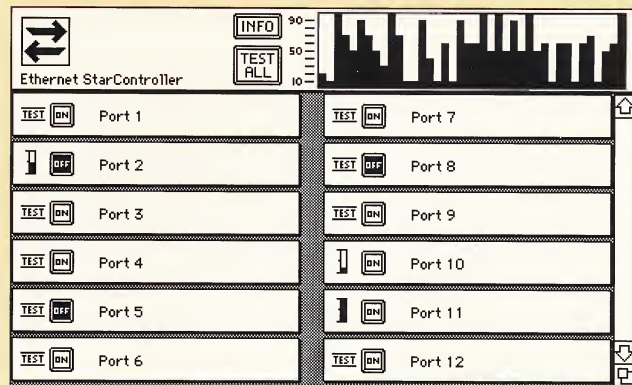 INFO
90
50
10
TEST ALL
Ethernet StarController
TEST ON Port 1
OFF Port 2
TEST ON Port 3
TEST ON Port 4
TEST OFF Port 5
TEST ON Port 6
TEST ON Port 7
TEST OFF Port 8
TEST ON Port 9
ON Port 10
ON Port 11
TEST ON Port 12